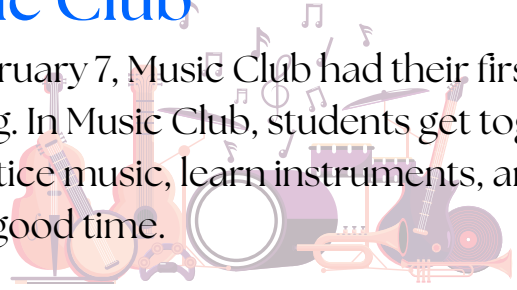 ic Club
ruary 7, Music Club had their firs
g. In Music Club, students get tog
tice music, learn instruments, a
good time.